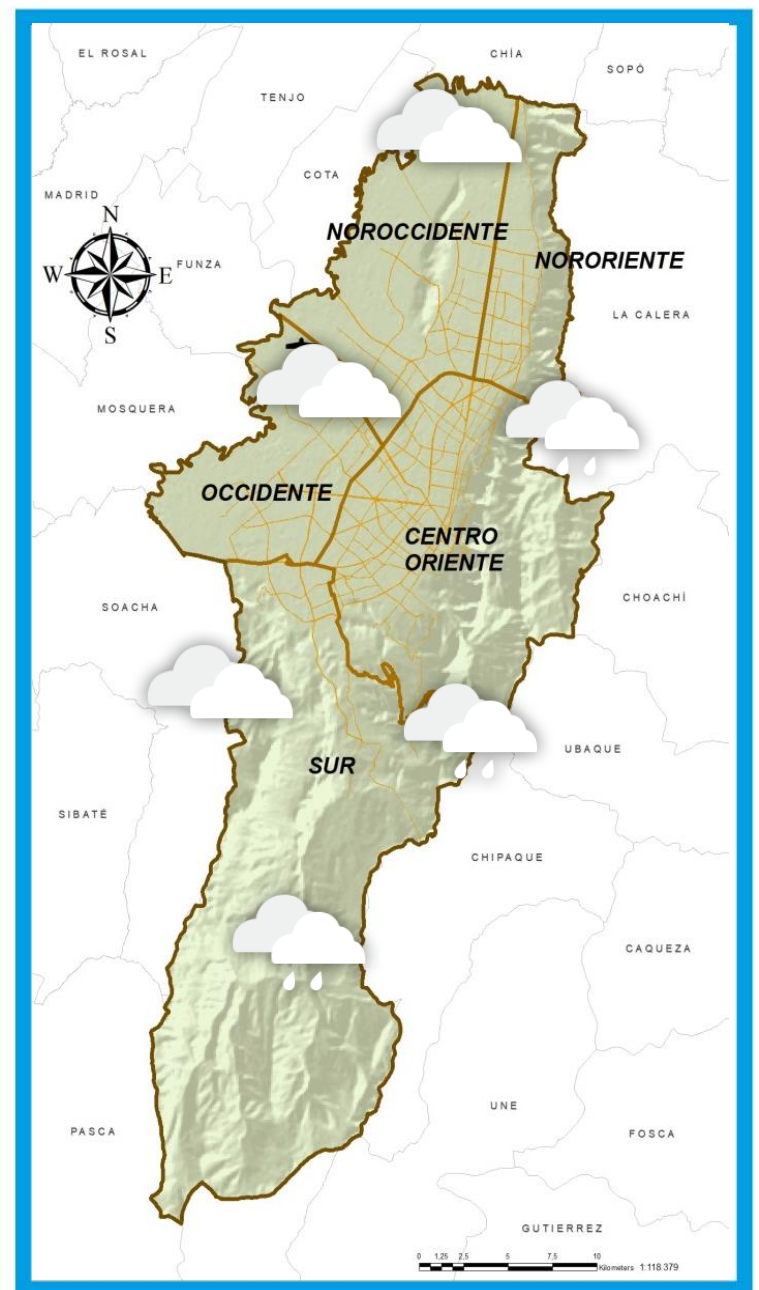 EL ROSAL
CHÍA
SOPÓ
TENJO
COTA
MADRID
N
NOROCCIDENTE
FUNZA
W
E
NORORIENTE
S
LA CALERA
MOSQUERA
OCCIDENTE
CENTRO
ORIENTE
SOACHA
CHOACHÍ
UBAQUE
SUR
SIBATÉ
CHIPAQUE
CAQUEZA
UNE
PASCA
FOSCA
GUTIERREZ
0 1,25 2,5 5 7,5 10
Kilometers 1:118.379